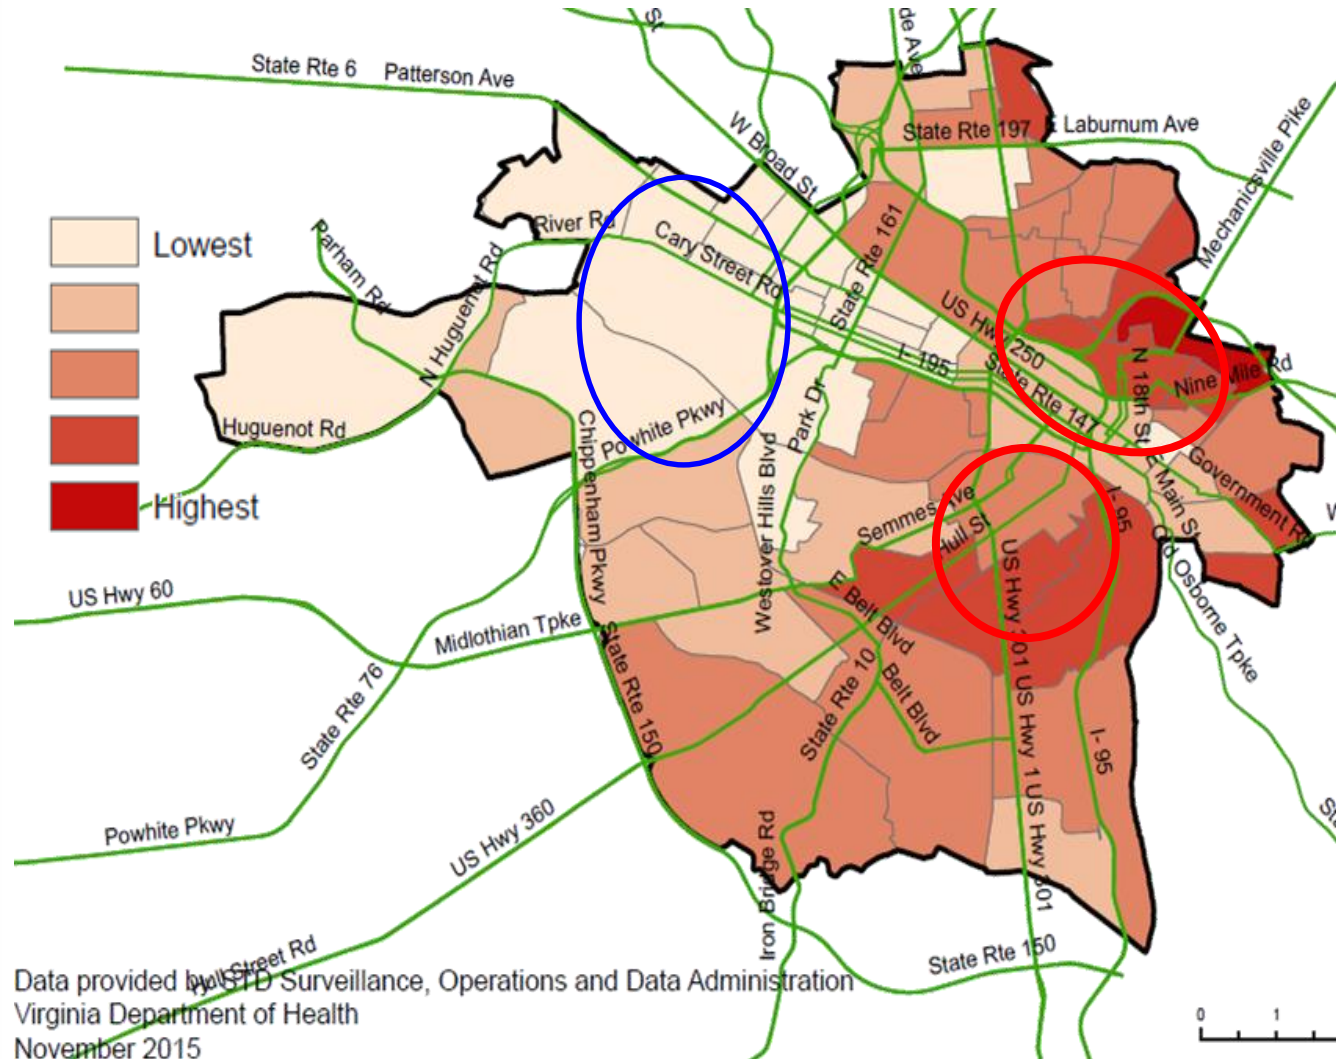 St
de Ave
State Rte 6
Patterson Ave
W Broad St
State Rte 197
E Laburnum Ave
Mechanicsville Pike
Lowest
Highest
Parham Rd
N Huguenot Rd
River Rd
Cary Street Rd
State Rte 161
US Hwy 250
I- 195
State Rte 147
N 18th St
Nine Mile Rd
Huguenot Rd
Powhite Pkwy
Park Dr
Chippenham Pkwy
Westover Hills Blvd
Semmes Ave
Hull St
I- 95
E Main St
Government Rd
Old Osborne Tpke
US Hwy 60
Midlothian Tpke
E Belt Blvd
US Hwy 301
US Hwy 1
US Hwy 301
State Rte 76
State Rte 150
State Rte 10
Belt Blvd
I- 95
Powhite Pkwy
US Hwy 360
Iron Bridge Rd
Hull Street Rd
State Rte 150
Data provided by STD Surveillance, Operations and Data Administration
Virginia Department of Health
November 2015
0 1